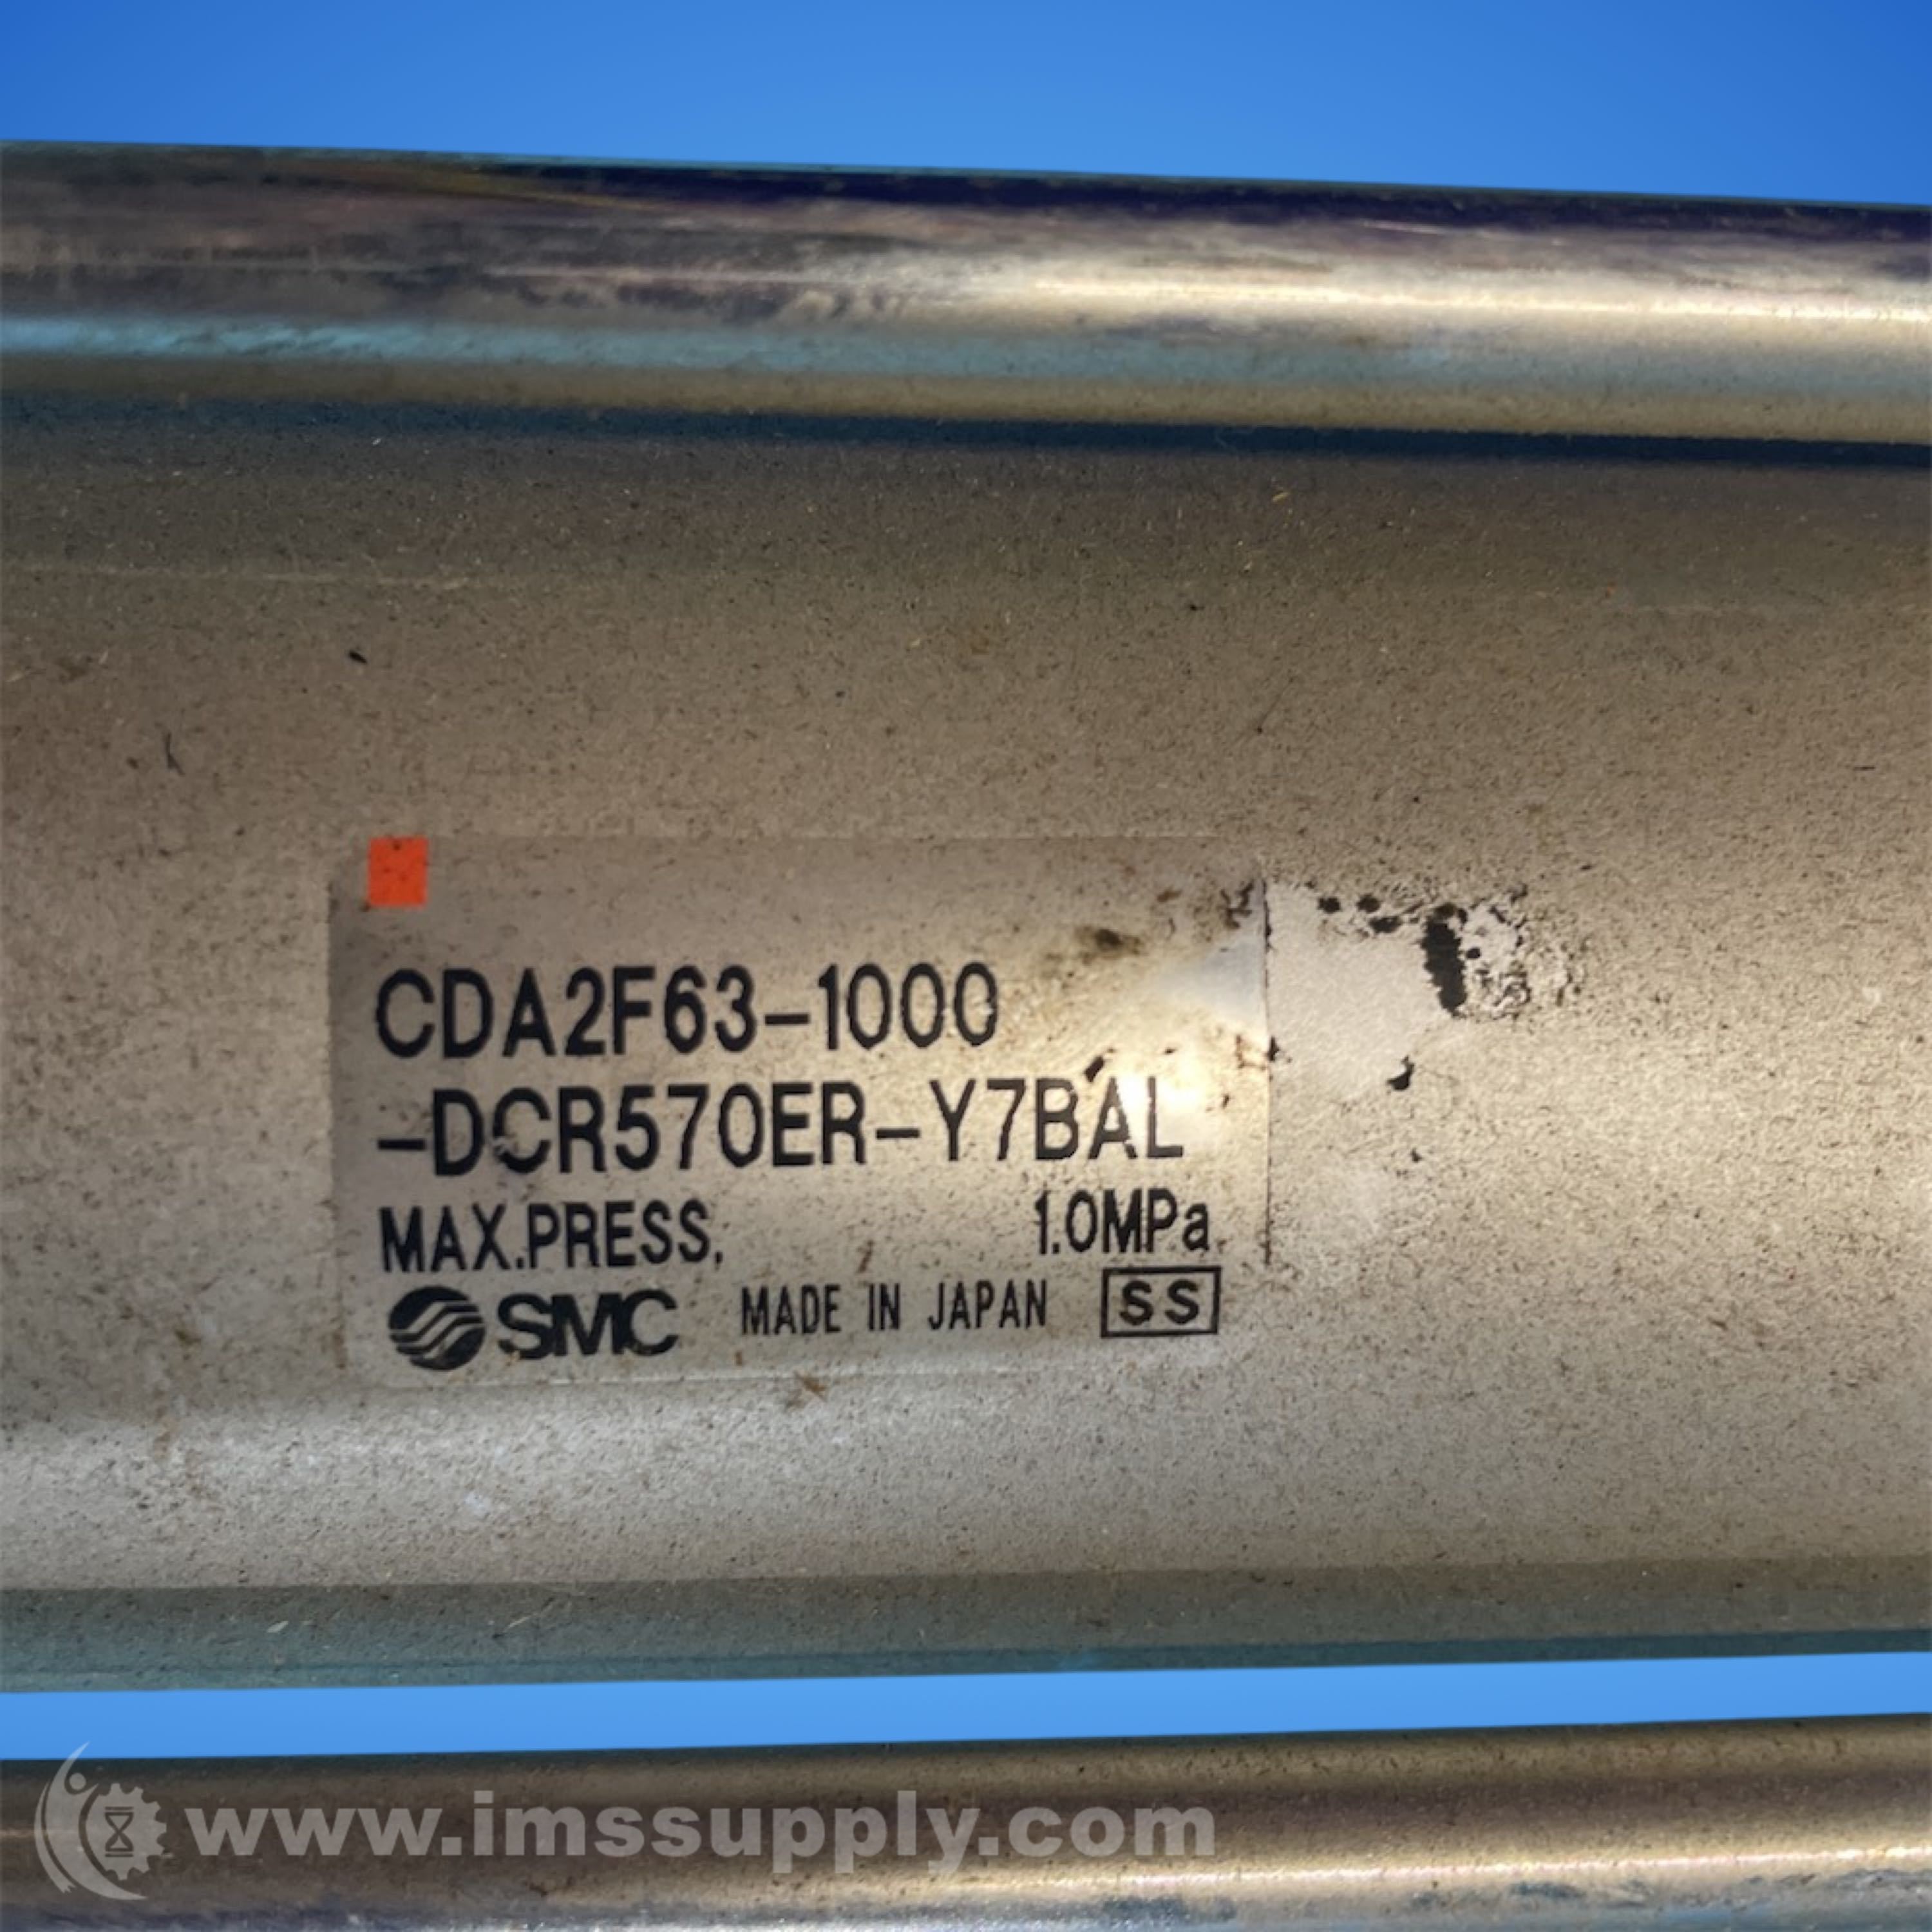 CDA2F63-1000
-DCR570ER-Y7BAL
MAX.PRESS. 1.0MPa
SMC MADE IN JAPAN SS
www.imssupply.com